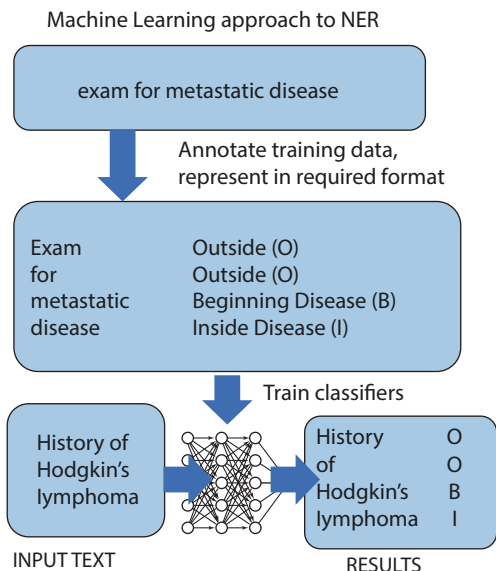 Machine Learning approach to NER
exam for metastatic disease
Annotate training data,
represent in required format
Exam Outside (O)
for Outside (O)
metastatic Beginning Disease (B)
disease Inside Disease (I)
Train classifiers
History of
Hodgkin's
lymphoma
INPUT TEXT
History O
of O
Hodgkin's B
lymphoma I
RESULTS